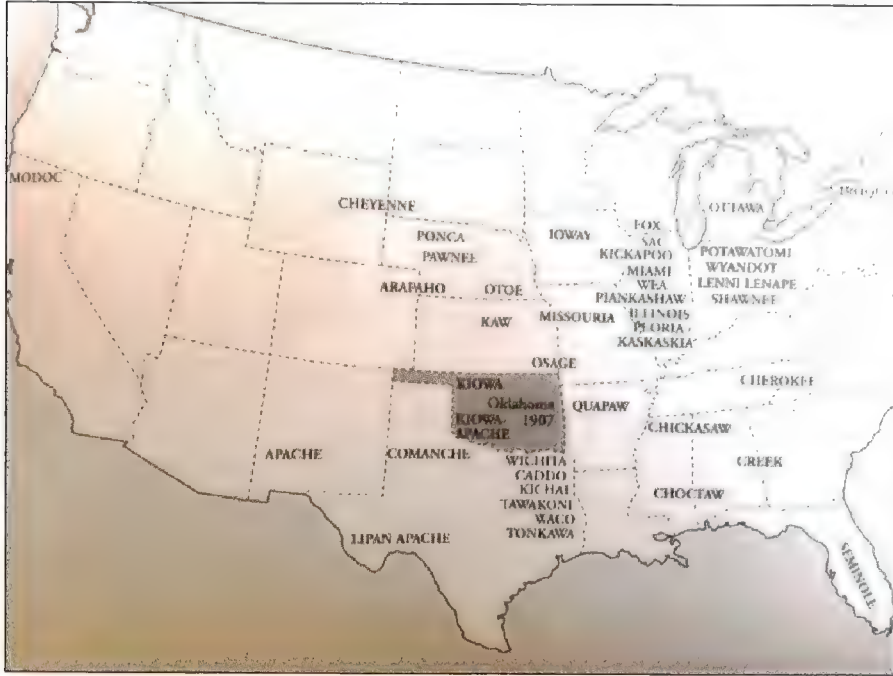 MODOC
CHEYENNE
PONCA
PAWNEE
ARAPAHO
OTOE
KAW
IOWAY
MISSOURIA
OSAGE
FOX
SAC
KICKAPOO
MIAMI
WEA
PIANKASHAW
ILLINOIS
PEORIA
KASKASKIA
OTTAWA
POTAWATOMI
WYANDOT
LENNI LENAPE
SHAWNEE
KIOWA
Oklahoma
1907
KIOWA-
APACHE
QUAPAW
CHEROKEE
CHICKASAW
CREEK
CHOCTAW
APACHE
COMANCHE
WICHITA
CADDO
KICHAI
TAWAKONI
WACO
TONKAWA
LIPAN APACHE
SEMINOLE